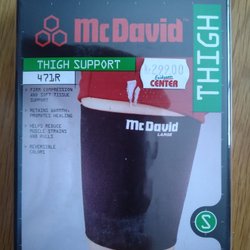 McDavid
THIGH
THIGH SUPPORT
471R
29900
CENTER
• FIRM COMPRESSION
AND SOFT TISSUE
SUPPORT
• RETAINS WARMTH.
PROMOTES HEALING
• HELPS REDUCE
MUSCLE STRAINS
AND PULLS
• REVERSIBLE
COLORS
McDavid
LARGE
S